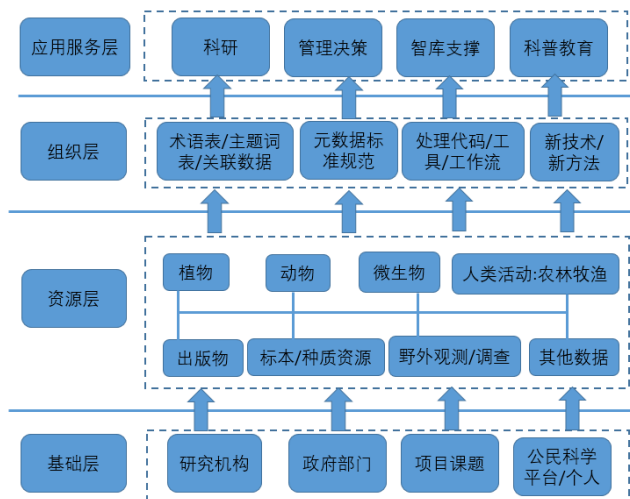 应用服务层
科研
管理决策
智库支撑
科普教育
组织层
术语表/主题词
表/关联数据
元数据标
准规范
处理代码/工
具/工作流
新技术/
新方法
资源层
植物
动物
微生物
人类活动:农林牧渔
出版物
标本/种质资源
野外观测/调查
其他数据
基础层
研究机构
政府部门
项目课题
公民科学
平台/个人